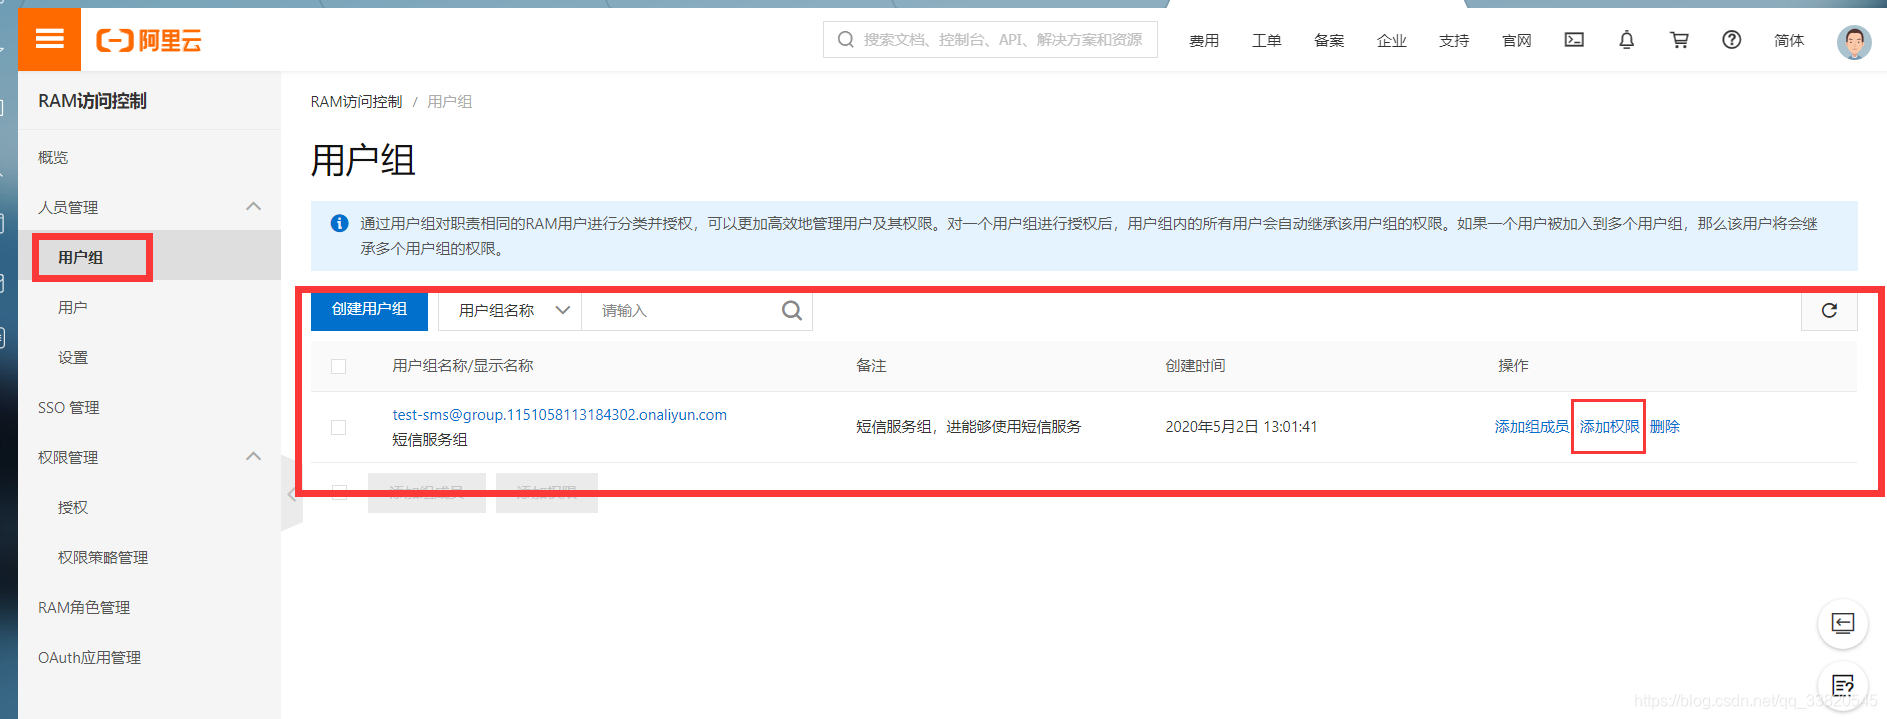 阿里云
搜索文档、控制台、API、解决方案和资源
费用 工单 备案 企业 支持 官网 简体
RAM访问控制
概览
人员管理
用户组
用户
设置
SSO 管理
权限管理
授权
权限策略管理
RAM角色管理
OAuth应用管理
RAM访问控制 / 用户组
用户组
通过用户组对职责相同的RAM用户进行分类并授权，可以更加高效地管理用户及其权限。对一个用户组进行授权后，用户组内的所有用户会自动继承该用户组的权限。如果一个用户被加入到多个用户组，那么该用户将会继
承多个用户组的权限。
创建用户组 用户组名称 请输入
用户组名称/显示名称 备注 创建时间 操作
test-sms@group.1151058113184302.onaliyun.com
短信服务组 短信服务组，进能够使用短信服务 2020年5月2日 13:01:41 添加组成员 添加权限 删除
添加组成员 添加权限
https://blog.csdn.net/qq_33820545